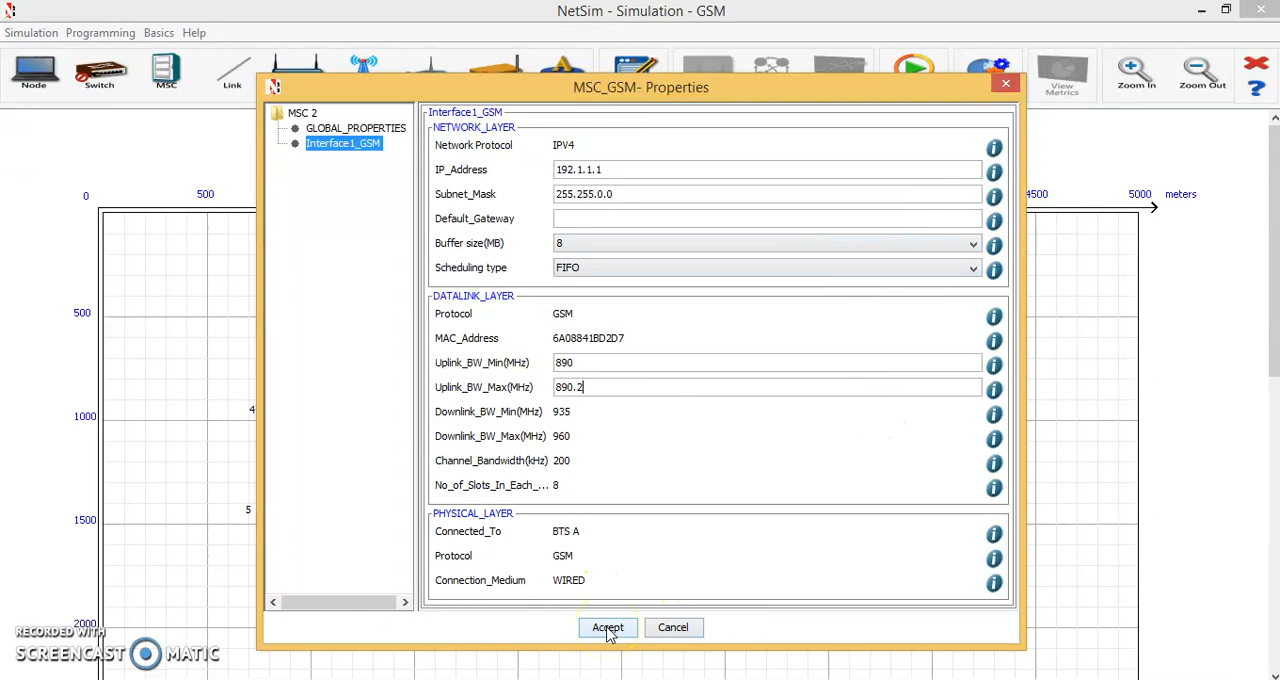 NetSim - Simulation - GSM
Simulation Programming Basics Help
Node Switch MSC Link View Metrics Zoom In Zoom Out
MSC_GSM- Properties
MSC 2
GLOBAL_PROPERTIES
Interface1_GSM
Interface1_GSM
NETWORK_LAYER
Network Protocol IPV4
IP_Address 192.1.1.1
Subnet_Mask 255.255.0.0
Default_Gateway
Buffer size(MB) 8
Scheduling type FIFO
DATALINK_LAYER
Protocol GSM
MAC_Address 6A08841BD2D7
Uplink_BW_Min(MHz) 890
Uplink_BW_Max(MHz) 890.2
Downlink_BW_Min(MHz) 935
Downlink_BW_Max(MHz) 960
Channel_Bandwidth(kHz) 200
No_of_Slots_In_Each_... 8
PHYSICAL_LAYER
Connected_To BTS A
Protocol GSM
Connection_Medium WIRED
Accept Cancel
0 500 4500 5000 meters
500
1000
4
5
1500
2000
RECORDED WITH
SCREENCAST MATIC